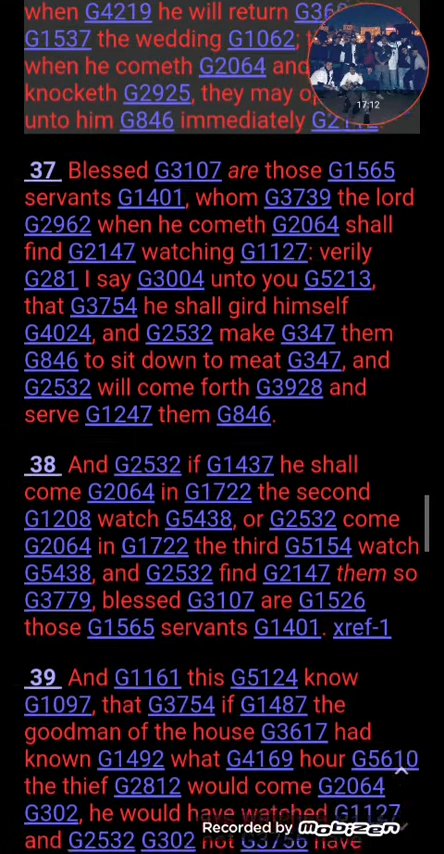 when G4219 he will return
G1537 the wedding G1062;
when he cometh G2064 and
knocketh G2925, they may
unto him G846 immediately
17:12
37 Blessed G3107 are those G1565
servants G1401, whom G3739 the lord
G2962 when he cometh G2064 shall
find G2147 watching G1127: verily
G281 I say G3004 unto you G5213,
that G3754 he shall gird himself
G4024, and G2532 make G347 them
G846 to sit down to meat G347, and
G2532 will come forth G3928 and
serve G1247 them G846.
38 And G2532 if G1437 he shall
come G2064 in G1722 the second
G1208 watch G5438, or G2532 come
G2064 in G1722 the third G5154 watch
G5438, and G2532 find G2147 them so
G3779, blessed G3107 are G1526
those G1565 servants G1401. xref-1
39 And G1161 this G5124 know
G1097, that G3754 if G1487 the
goodman of the house G3617 had
known G1492 what G4169 hour G5610
the thief G2812 would come G2064
G302, he would have watched G1127
and G2532 G302 not G3756 have
Recorded by Mobizen